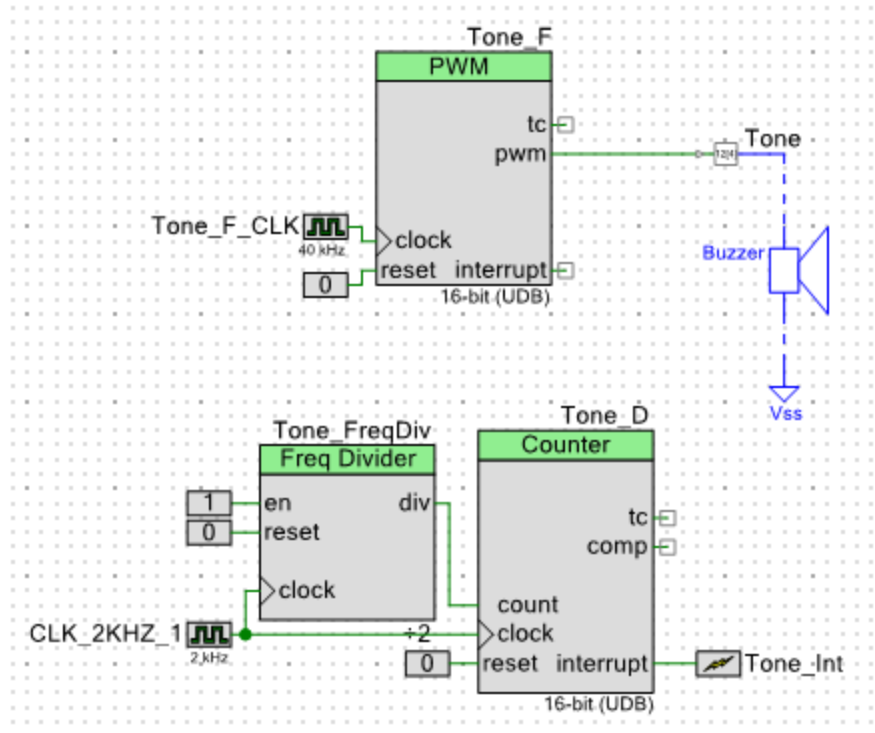 Tone_F
PWM
tc
pwm
Tone
12[4]
Tone_F_CLK
40 kHz
clock
Buzzer
reset interrupt
0
16-bit (UDB)
Vss
Tone_D
Tone_FreqDiv
Counter
Freq Divider
1 en div
tc
0 reset
comp
clock
count
CLK_2KHZ_1
÷2
clock
2 kHz
0 reset interrupt Tone_Int
16-bit (UDB)